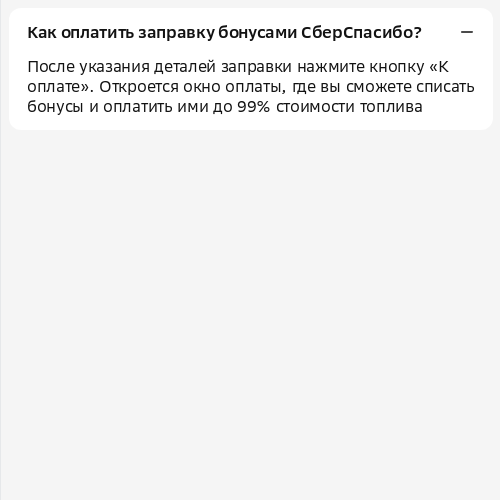 Как оплатить заправку бонусами СберСпасибо?
После указания деталей заправки нажмите кнопку «К
оплате». Откроется окно оплаты, где вы сможете списать
бонусы и оплатить ими до 99% стоимости топлива